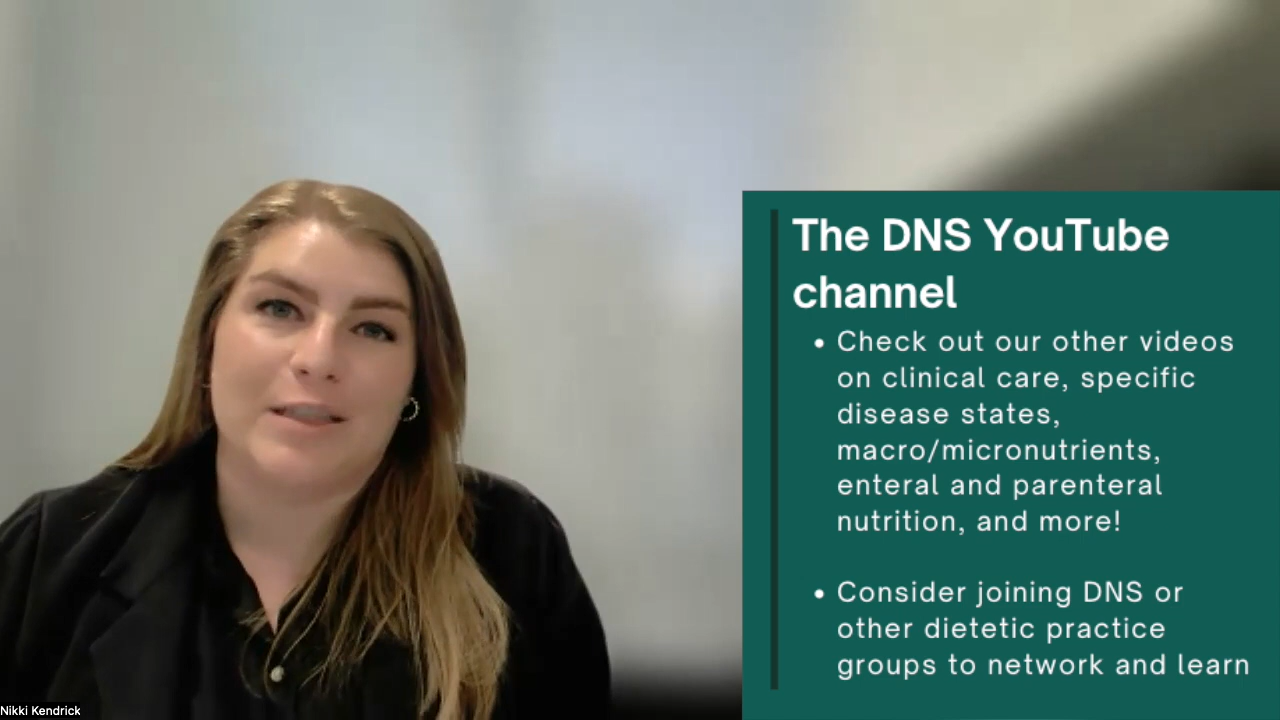 The DNS YouTube
channel
• Check out our other videos
on clinical care, specific
disease states,
macro/micronutrients,
enteral and parenteral
nutrition, and more!
• Consider joining DNS or
other dietetic practice
groups to network and learn
Nikki Kendrick